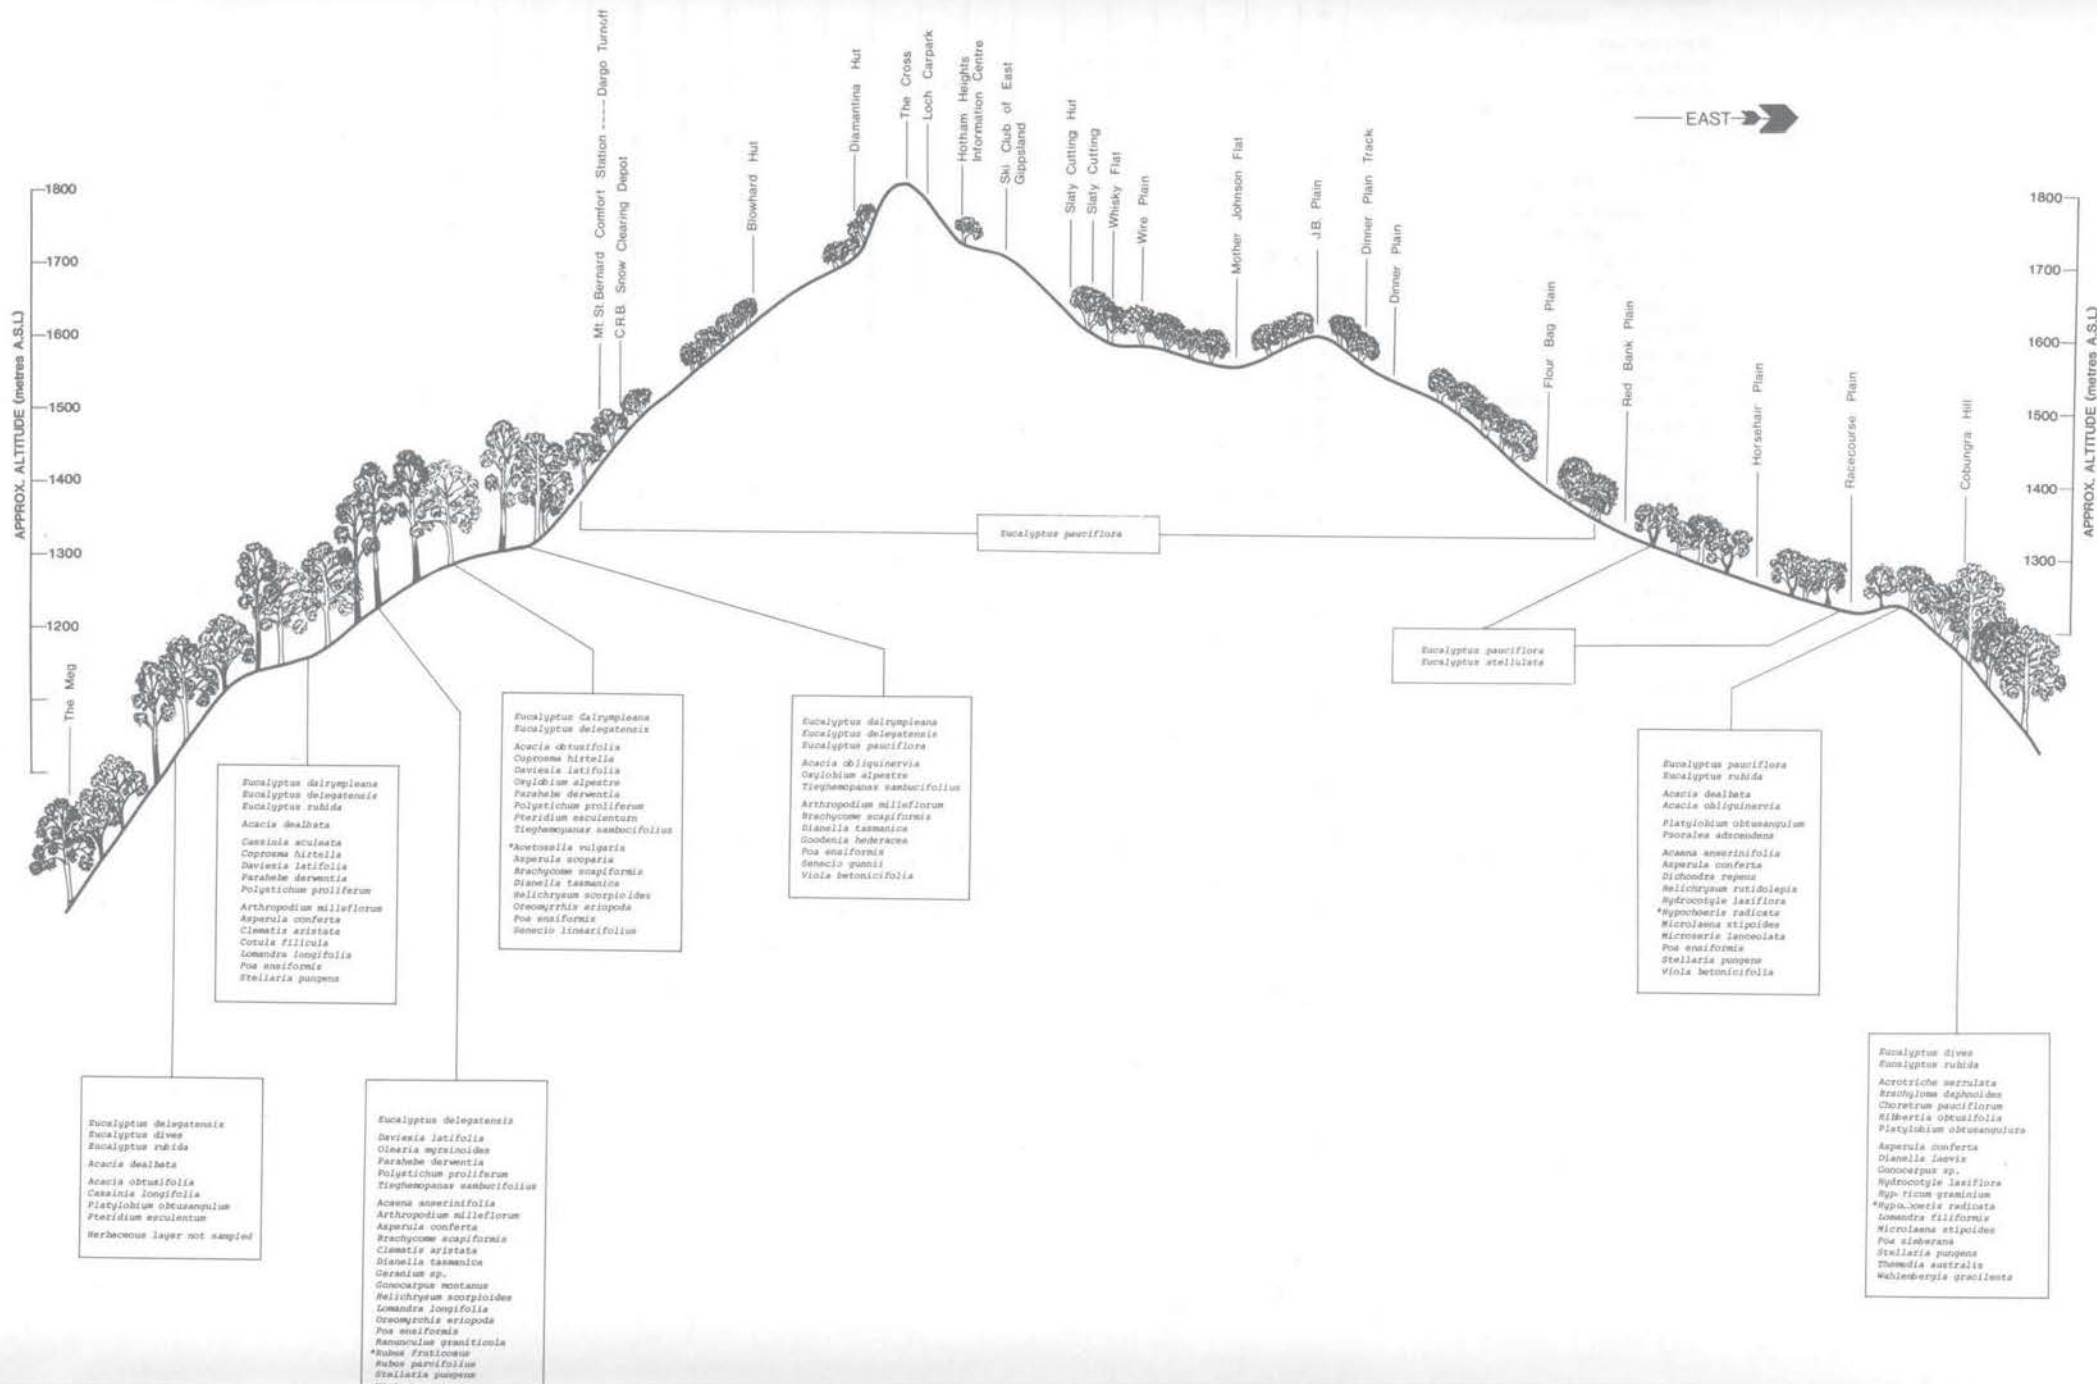 Mt. St. Bernard Comfort Station ---- Dargo Turnoff
C.R.B. Snow Clearing Depot
Blowhard Hut
Diamantina Hut
The Cross
Loch Carpark
Hotham Heights
Information Centre
Ski Club of East
Gippsland
Slaty Cutting Hut
Slaty Cutting
Whisky Flat
Wire Plain
Mother Johnson Flat
J.B. Plain
Dinner Plain Track
Dinner Plain
Flour Bag Plain
Red Bank Plain
Horsehair Plain
Racecourse Plain
Cobungra Hill
The Meg
EAST
APPROX. ALTITUDE (metres A.S.L)
1800
1700
1600
1500
1400
1300
1200
APPROX. ALTITUDE (metres A.S.L)
1800
1700
1600
1500
1400
1300
Eucalyptus pauciflora
Eucalyptus pauciflora
Eucalyptus stellulata
Eucalyptus delegatensis
Eucalyptus dives
Eucalyptus rubida
Acacia dealbata
Acacia obtusifolia
Cassinia longifolia
Platylobium obtusangulum
Pteridium esculentum
Herbaceous layer not sampled
Eucalyptus dalrympleana
Eucalyptus delegatensis
Eucalyptus rubida
Acacia dealbata
Cassinia aculeata
Coprosma hirtella
Daviesia latifolia
Parahebe derwentia
Polystichum proliferum
Arthropodium milleflorum
Asperula conferta
Clematis aristata
Cotula filicula
Lomandra longifolia
Poa ensiformis
Stellaria pungens
Eucalyptus delegatensis
Daviesia latifolia
Olearia myrsinoides
Parahebe derwentia
Polystichum proliferum
Tieghemopanax sambucifolius
Acaena anserinifolia
Arthropodium milleflorum
Asperula conferta
Brachycome scapiformis
Clematis aristata
Dianella tasmanica
Geranium sp.
Gonocarpus montanus
Helichrysum scorpioides
Lomandra longifolia
Oreomyrrhis eriopoda
Poa ensiformis
Ranunculus graniticola
*Rubus fruticosus
Rubus parvifolius
Stellaria pungens
Eucalyptus dalrympleana
Eucalyptus delegatensis
Acacia obtusifolia
Coprosma hirtella
Daviesia latifolia
Oxylobium alpestre
Parahebe derwentia
Polystichum proliferum
Pteridium esculentum
Tieghemopanax sambucifolius
*Acetosella vulgaris
Asperula scoparia
Brachycome scapiformis
Dianella tasmanica
Helichrysum scorpioides
Oreomyrrhis eriopoda
Poa ensiformis
Senecio linearifolius
Eucalyptus dalrympleana
Eucalyptus delegatensis
Eucalyptus pauciflora
Acacia obliquinervia
Oxylobium alpestre
Tieghemopanax sambucifolius
Arthropodium milleflorum
Brachycome scapiformis
Dianella tasmanica
Goodenia hederacea
Poa ensiformis
Senecio gunnii
Viola betonicifolia
Eucalyptus pauciflora
Eucalyptus rubida
Acacia dealbata
Acacia obliquinervia
Platylobium obtusangulum
Psoralea adscendens
Acaena anserinifolia
Asperula conferta
Dichondra repens
Helichrysum rutidolepis
Hydrocotyle laxiflora
*Hypochoeris radicata
Microlaena stipoides
Microseris lanceolata
Poa ensiformis
Stellaria pungens
Viola betonicifolia
Eucalyptus dives
Eucalyptus rubida
Acrotriche serrulata
Brachyloma daphnoides
Choretrum pauciflorum
Hibbertia obtusifolia
Platylobium obtusangulum
Asperula conferta
Dianella laevis
Gonocarpus sp.
Hydrocotyle laxiflora
Hypericum gramineum
*Hypochoeris radicata
Lomandra filiformis
Microlaena stipoides
Poa sieberana
Stellaria pungens
Themedia australis
Wahlenbergia gracilenta